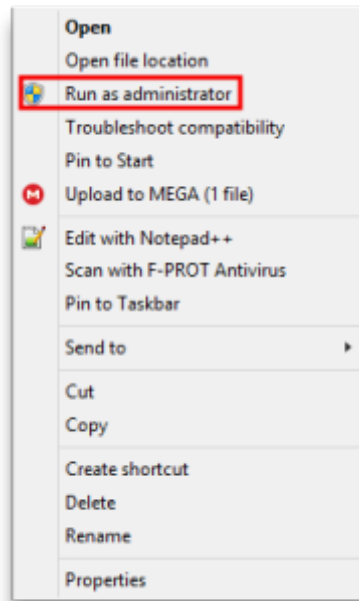 Open
Open file location
Run as administrator
Troubleshoot compatibility
Pin to Start
Upload to MEGA (1 file)
Edit with Notepad++
Scan with F-PROT Antivirus
Pin to Taskbar
Send to
Cut
Copy
Create shortcut
Delete
Rename
Properties